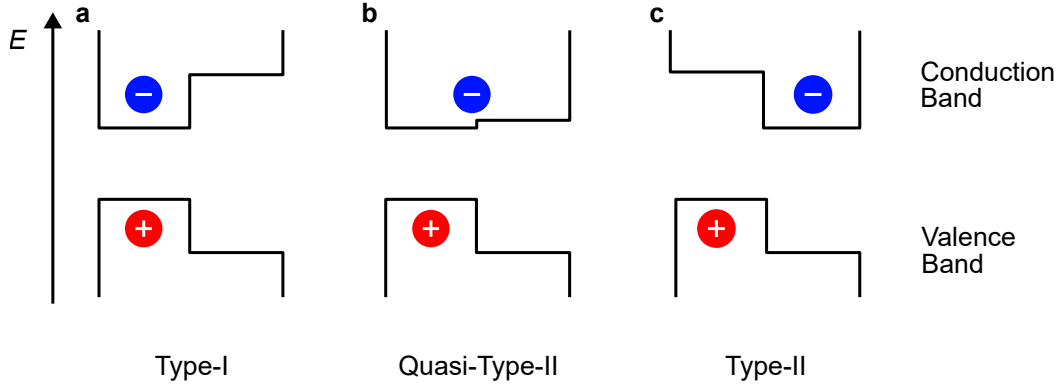 a
b
c
E
−
−
−
Conduction
Band
+
+
+
Valence
Band
Type-I
Quasi-Type-II
Type-II